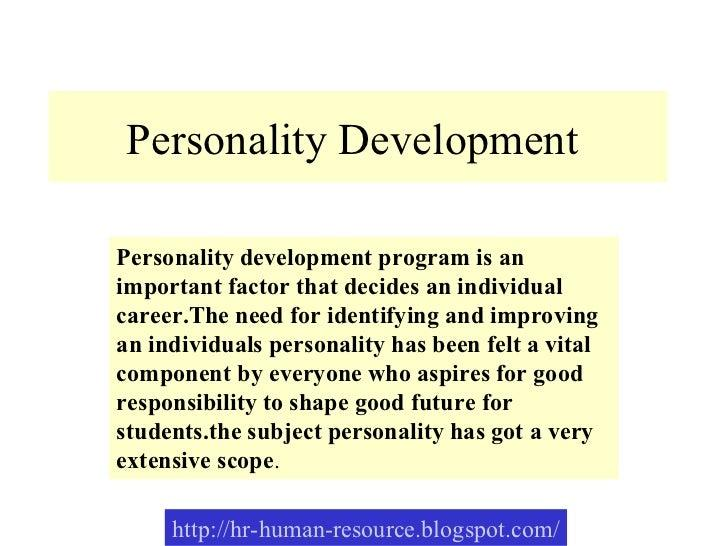 Personality Development
Personality development program is an
important factor that decides an individual
career.The need for identifying and improving
an individuals personality has been felt a vital
component by everyone who aspires for good
responsibility to shape good future for
students.the subject personality has got a very
extensive scope.
http://hr-human-resource.blogspot.com/